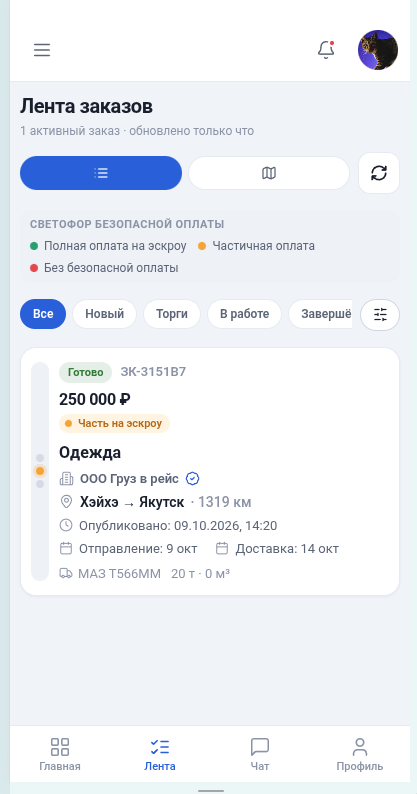 Лента заказов
1 активный заказ · обновлено только что
СВЕТОФОР БЕЗОПАСНОЙ ОПЛАТЫ
Полная оплата на эскроу Частичная оплата
Без безопасной оплаты
Все Новый Торги В работе Завершё
Готово ЗК-3151B7
250 000 ₽
Часть на эскроу
Одежда
ООО Груз в рейс
Хэйхэ → Якутск · 1319 км
Опубликовано: 09.10.2026, 14:20
Отправление: 9 окт Доставка: 14 окт
МАЗ Т566ММ 20 т · 0 м³
Главная Лента Чат Профиль